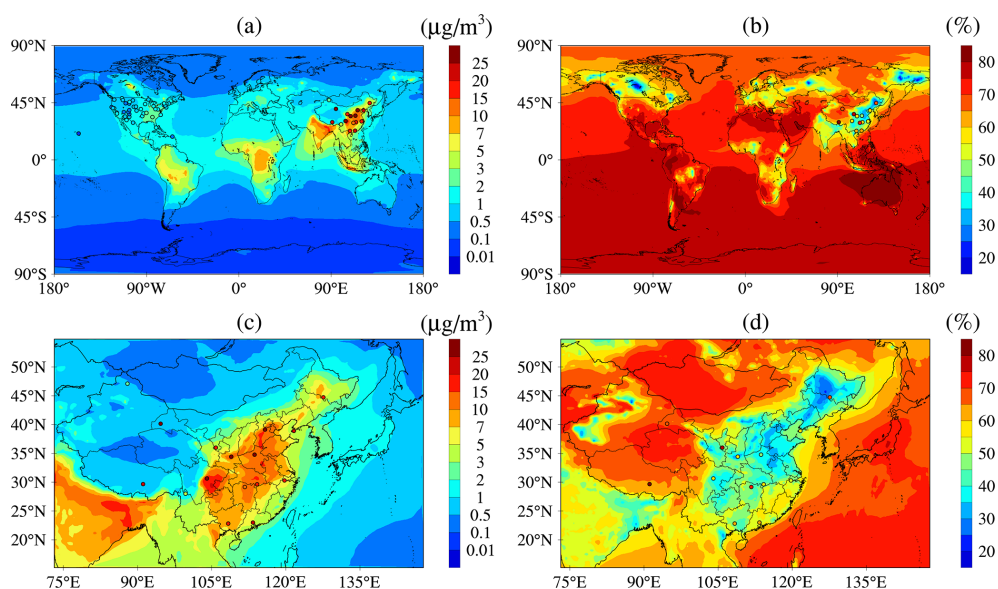 (a) (µg/m³) (b) (%)
90°N 25 90°N 80
20
45°N 15 45°N 70
10 60
7
0° 5 0° 50
3
2 40
45°S 1 45°S 30
0.5
0.1 20
90°S 0.01 90°S
180° 90°W 0° 90°E 180° 180° 90°W 0° 90°E 180°
(c) (µg/m³) (d) (%)
50°N 25 50°N 80
45°N 20 45°N 70
40°N 15 40°N
10 60
35°N 7 35°N
5 50
30°N 3 30°N
2 40
25°N 1 25°N 30
20°N 0.5 20°N
0.1 20
0.01
75°E 90°E 105°E 120°E 135°E 75°E 90°E 105°E 120°E 135°E